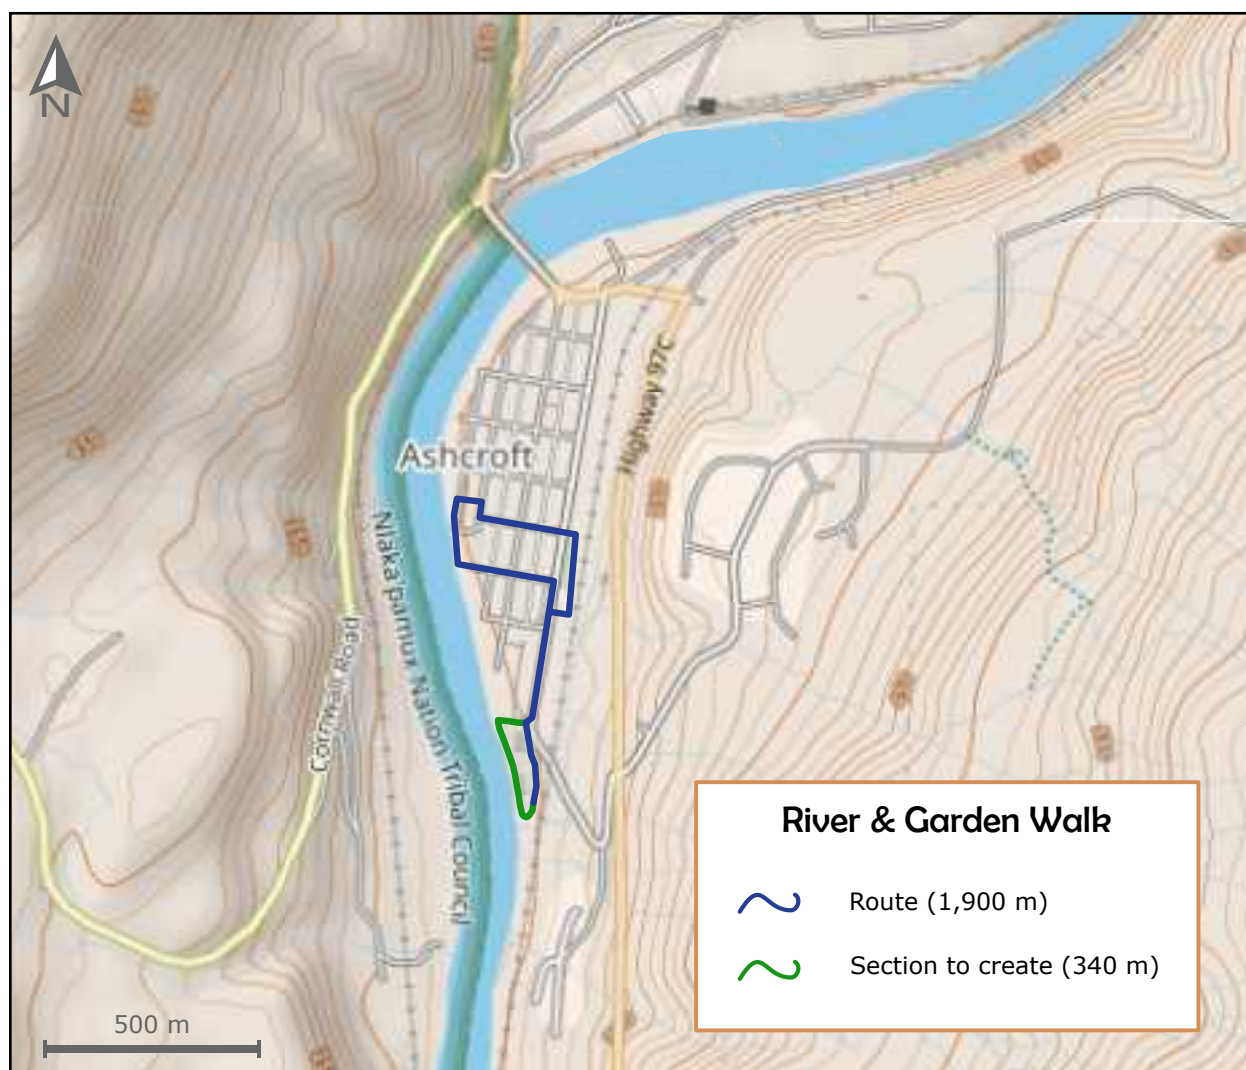 N
Highway 97C
Ashcroft
Nlaka'pamux Nation Tribal Council
Cornwall Road
River & Garden Walk
Route (1,900 m)
Section to create (340 m)
500 m